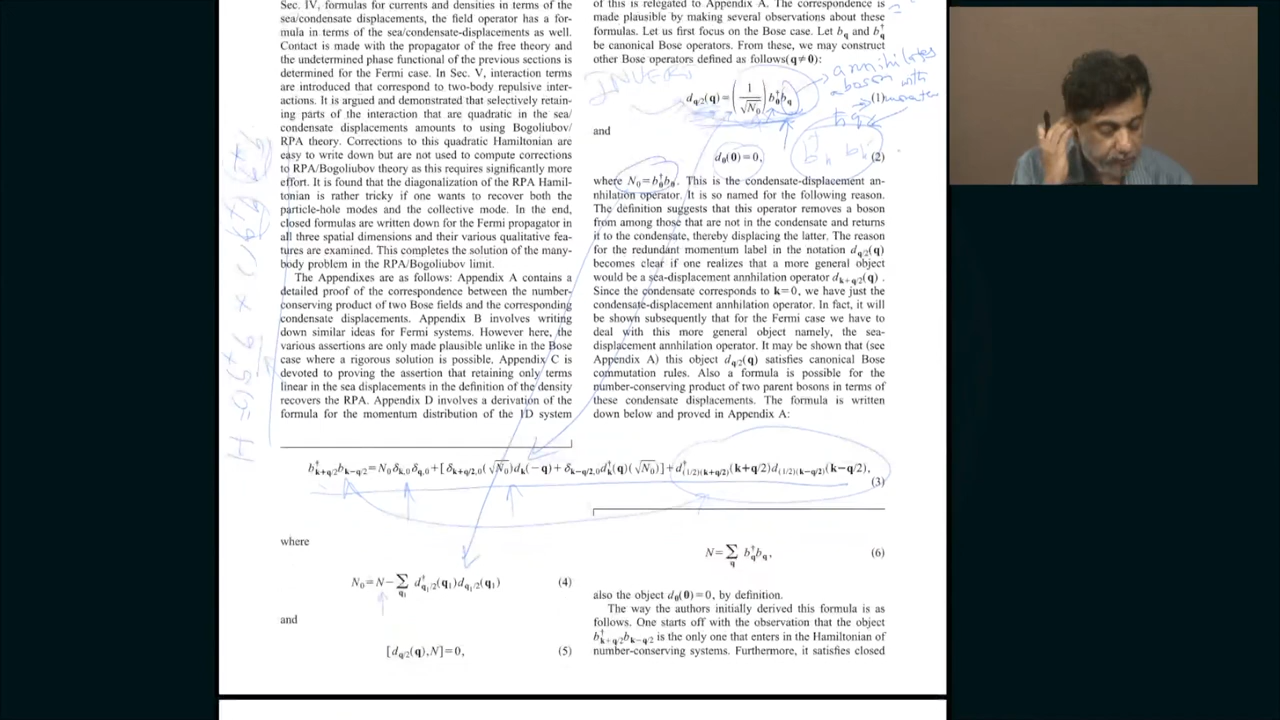 Sec. IV, formulas for currents and densities in terms of the
sea/condensate displacements, the field operator has a for-
mula in terms of the sea/condensate-displacements as well.
Contact is made with the propagator of the free theory and
the undetermined phase functional of the previous sections is
determined for the Fermi case. In Sec. V, interaction terms
are introduced that correspond to two-body repulsive inter-
actions. It is argued and demonstrated that selectively retain-
ing parts of the interaction that are quadratic in the sea/
condensate displacements amounts to using Bogoliubov/
RPA theory. Corrections to this quadratic Hamiltonian are
easy to write down but are not used to compute corrections
to RPA/Bogoliubov theory as this requires significantly more
effort. It is found that the diagonalization of the RPA Hamil-
tonian is rather tricky if one wants to recover both the
particle-hole modes and the collective mode. In the end,
closed formulas are written down for the Fermi propagator in
all three spatial dimensions and their various qualitative fea-
tures are examined. This completes the solution of the many-
body problem in the RPA/Bogoliubov limit.
The Appendixes are as follows: Appendix A contains a
detailed proof of the correspondence between the number-
conserving product of two Bose fields and the corresponding
condensate displacements. Appendix B involves writing
down similar ideas for Fermi systems. However here, the
various assertions are only made plausible unlike in the Bose
case where a rigorous solution is possible. Appendix C is
devoted to proving the assertion that retaining only terms
linear in the sea displacements in the definition of the density
recovers the RPA. Appendix D involves a derivation of the
formula for the momentum distribution of the 1D system
of this is relegated to Appendix A. The correspondence is
made plausible by making several observations about these
formulas. Let us first focus on the Bose case. Let b_q and b_q^†
be canonical Bose operators. From these, we may construct
other Bose operators defined as follows(q≠0):
INVERT
annihilates
a boson with
d_{q/2}(q)=(1/√N_0) b_0^† b_q (1)
ħq
and
d_0(0)=0, (2)
where N_0=b_0^†b_0. This is the condensate-displacement an-
nhilation operator. It is so named for the following reason.
The definition suggests that this operator removes a boson
from among those that are not in the condensate and returns
it to the condensate, thereby displacing the latter. The reason
for the redundant momentum label in the notation d_{q/2}(q)
becomes clear if one realizes that a more general object
would be a sea-displacement annhilation operator d_{k+q/2}(q) .
Since the condensate corresponds to k=0, we have just the
condensate-displacement annhilation operator. In fact, it will
be shown subsequently that for the Fermi case we have to
deal with this more general object namely, the sea-
displacement annhilation operator. It may be shown that (see
Appendix A) this object d_{q/2}(q) satisfies canonical Bose
commutation rules. Also a formula is possible for the
number-conserving product of two parent bosons in terms of
these condensate displacements. The formula is written
down below and proved in Appendix A:
b_{k+q/2}^† b_{k−q/2}=N_0δ_{k,0}δ_{q,0}+[δ_{k+q/2,0}(√N_0)d_k(−q)+δ_{k−q/2,0}d_k^†(q)(√N_0)]+d_{(1/2)(k+q/2)}^†(k+q/2)d_{(1/2)(k−q/2)}(k−q/2),
(3)
where
N_0=N−∑_{q_1} d_{q_1/2}^†(q_1)d_{q_1/2}(q_1) (4)
and
[d_{q/2}(q),N]=0, (5)
N=∑_q b_q^†b_q, (6)
also the object d_0(0)=0, by definition.
The way the authors initially derived this formula is as
follows. One starts off with the observation that the object
b_{k+q/2}^†b_{k−q/2} is the only one that enters in the Hamiltonian of
number-conserving systems. Furthermore, it satisfies closed